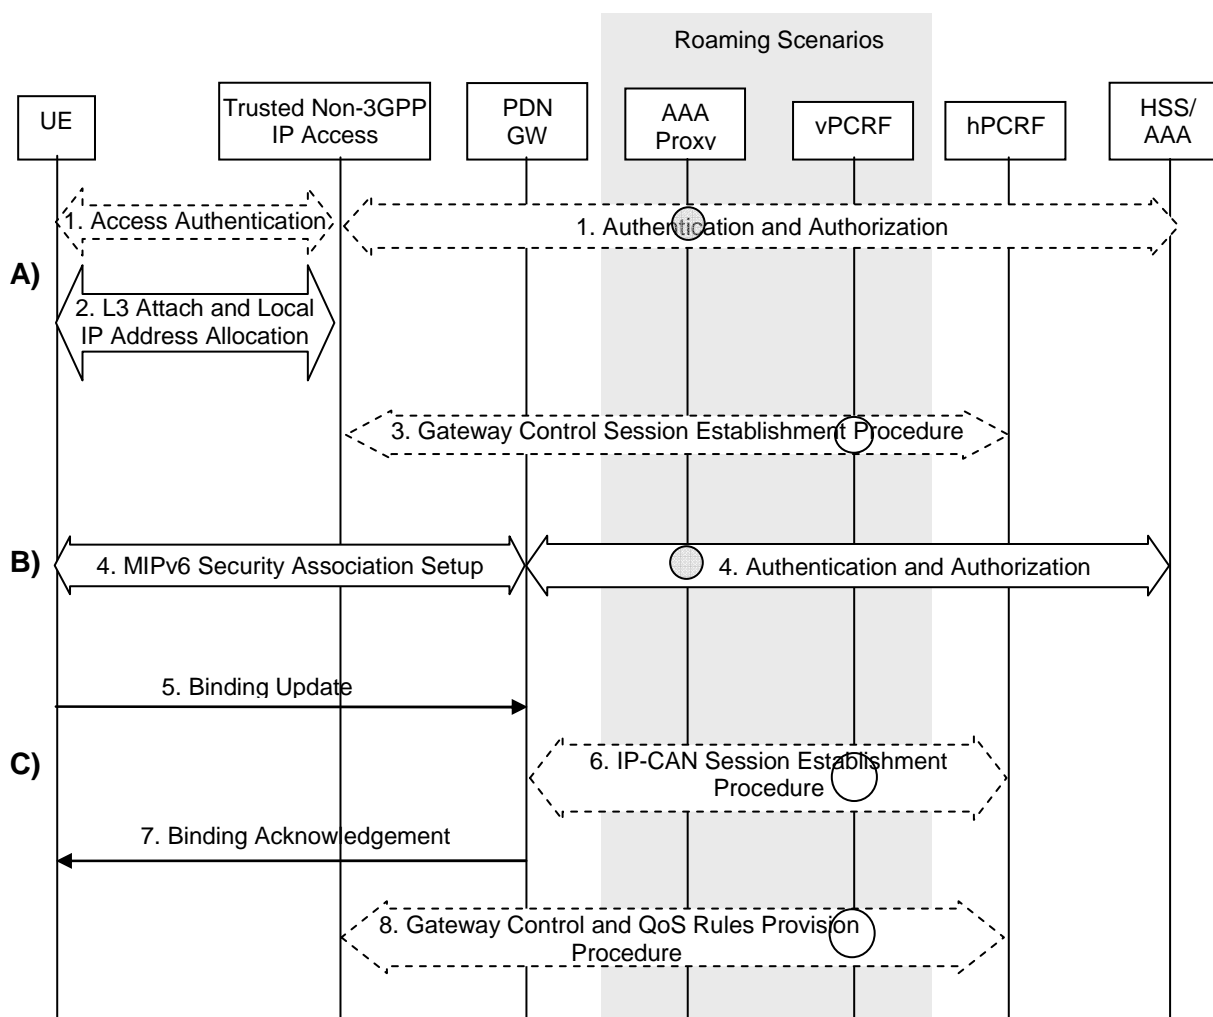 Roaming Scenarios
UE
Trusted Non-3GPP
IP Access
PDN
GW
AAA
Proxv
vPCRF
hPCRF
HSS/
AAA
1. Access Authentication
1. Authentication and Authorization
A)
2. L3 Attach and Local
IP Address Allocation
3. Gateway Control Session Establishment Procedure
B)
4. MIPv6 Security Association Setup
4. Authentication and Authorization
5. Binding Update
C)
6. IP-CAN Session Establishment
Procedure
7. Binding Acknowledgement
8. Gateway Control and QoS Rules Provision
Procedure